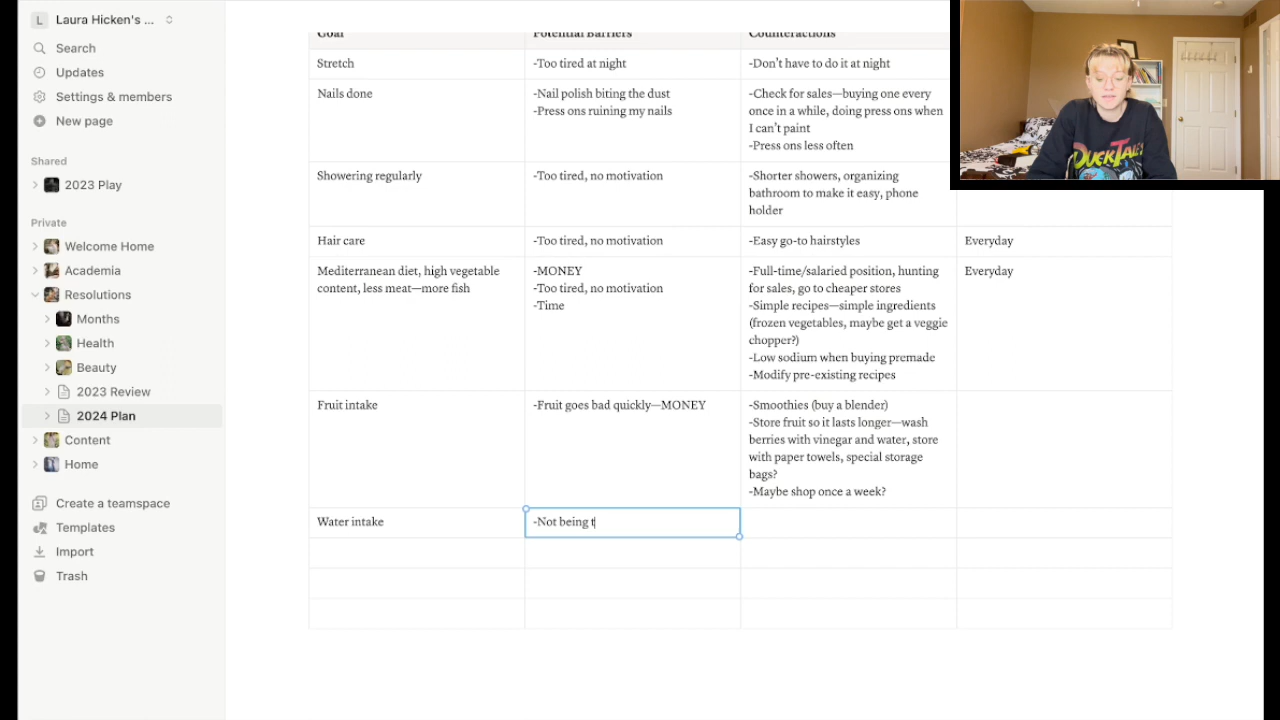 L Laura Hicken's ...
Search
Updates
Settings & members
New page
Shared
2023 Play
Private
Welcome Home
Academia
Resolutions
Months
Health
Beauty
2023 Review
2024 Plan
Content
Home
Create a teamspace
Templates
Import
Trash
Goal Potential Barriers Counteractions
Stretch
-Too tired at night
-Don't have to do it at night
Nails done
-Nail polish biting the dust
-Press ons ruining my nails
-Check for sales—buying one every
once in a while, doing press ons when
I can't paint
-Press ons less often
Showering regularly
-Too tired, no motivation
-Shorter showers, organizing
bathroom to make it easy, phone
holder
Hair care
-Too tired, no motivation
-Easy go-to hairstyles
Everyday
Mediterranean diet, high vegetable
content, less meat—more fish
-MONEY
-Too tired, no motivation
-Time
-Full-time/salaried position, hunting
for sales, go to cheaper stores
-Simple recipes—simple ingredients
(frozen vegetables, maybe get a veggie
chopper?)
-Low sodium when buying premade
-Modify pre-existing recipes
Everyday
Fruit intake
-Fruit goes bad quickly—MONEY
-Smoothies (buy a blender)
-Store fruit so it lasts longer—wash
berries with vinegar and water, store
with paper towels, special storage
bags?
-Maybe shop once a week?
Water intake
-Not being t
DUCKTALES